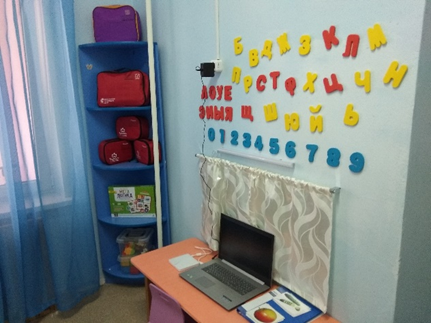 Б В Д Ж З К Л М
П Р С Т Ф Х Ц Ч Н
А О У Е
Э И Ы Я Щ Ш Ю Й Ь
0 1 2 3 4 5 6 7 8 9